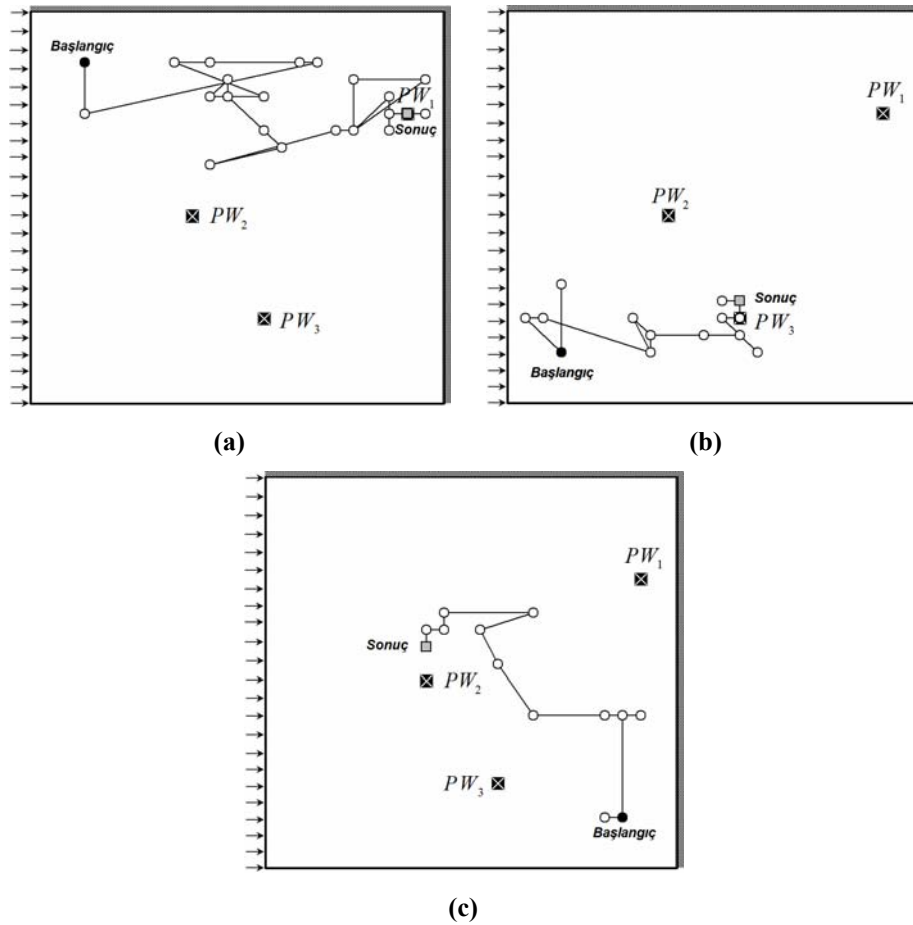 Başlangıç
PW₁
Sonuç
PW₂
PW₃
(a)
PW₁
PW₂
Sonuç
PW₃
Başlangıç
(b)
PW₁
Sonuç
PW₂
PW₃
Başlangıç
(c)